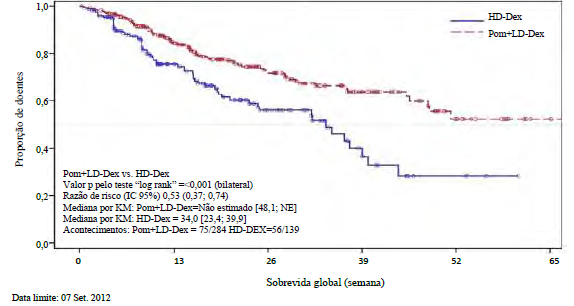 HD-Dex
Pom+LD-Dex
1,0
0,8
0,6
0,4
0,2
0,0
Proporção de doentes
Pom+LD-Dex vs. HD-Dex
Valor p pelo teste “log rank” =<0,001 (bilateral)
Razão de risco (IC 95%) 0,53 (0,37; 0,74)
Mediana por KM: Pom+LD-Dex=Não estimado [48,1; NE]
Mediana por KM: HD-Dex = 34,0 [23,4; 39,9]
Acontecimentos: Pom+LD-Dex = 75/284 HD-DEX=56/139
0 13 26 39 52 65
Sobrevida global (semana)
Data limite: 07 Set. 2012